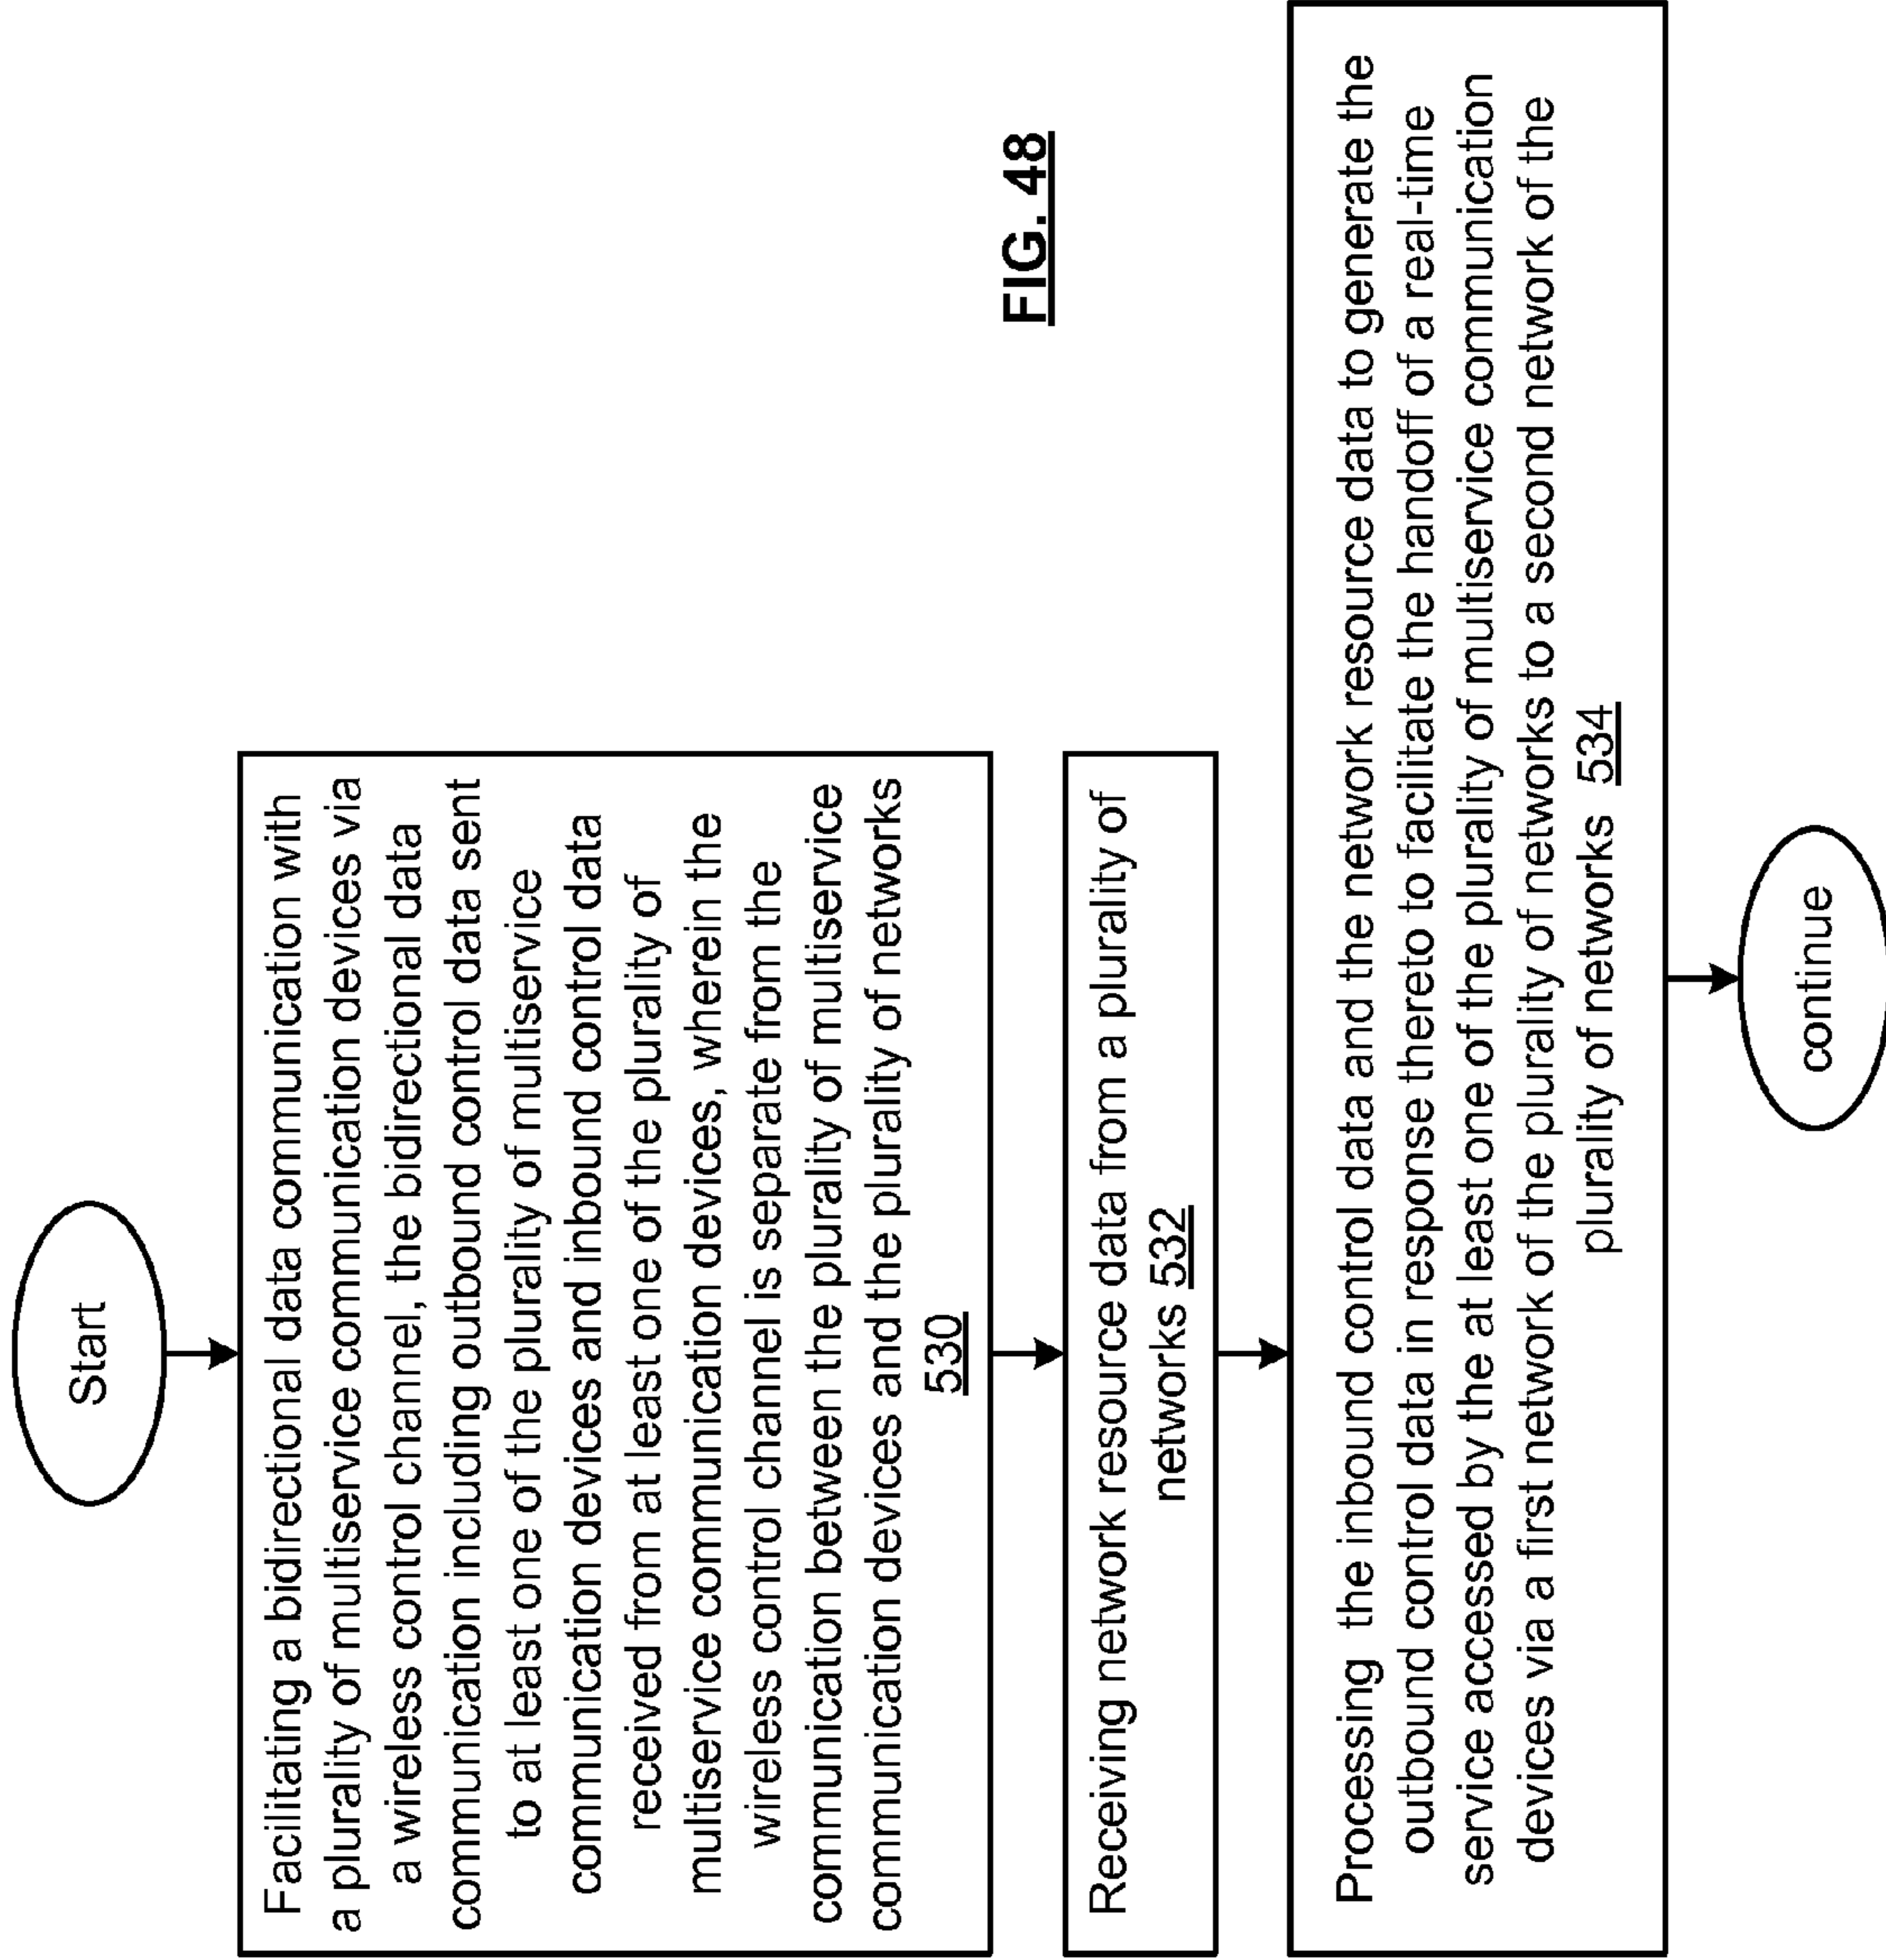 Start
Facilitating a bidirectional data communication with
a plurality of multiservice communication devices via
a wireless control channel, the bidirectional data
communication including outbound control data sent
to at least one of the plurality of multiservice
communication devices and inbound control data
received from at least one of the plurality of
multiservice communication devices, wherein the
wireless control channel is separate from the
communication between the plurality of multiservice
communication devices and the plurality of networks
530
Receiving network resource data from a plurality of
networks 532
Processing the inbound control data and the network resource data to generate the
outbound control data in response thereto to facilitate the handoff of a real-time
service accessed by the at least one of the plurality of multiservice communication
devices via a first network of the plurality of networks to a second network of the
plurality of networks 534
continue
FIG. 48